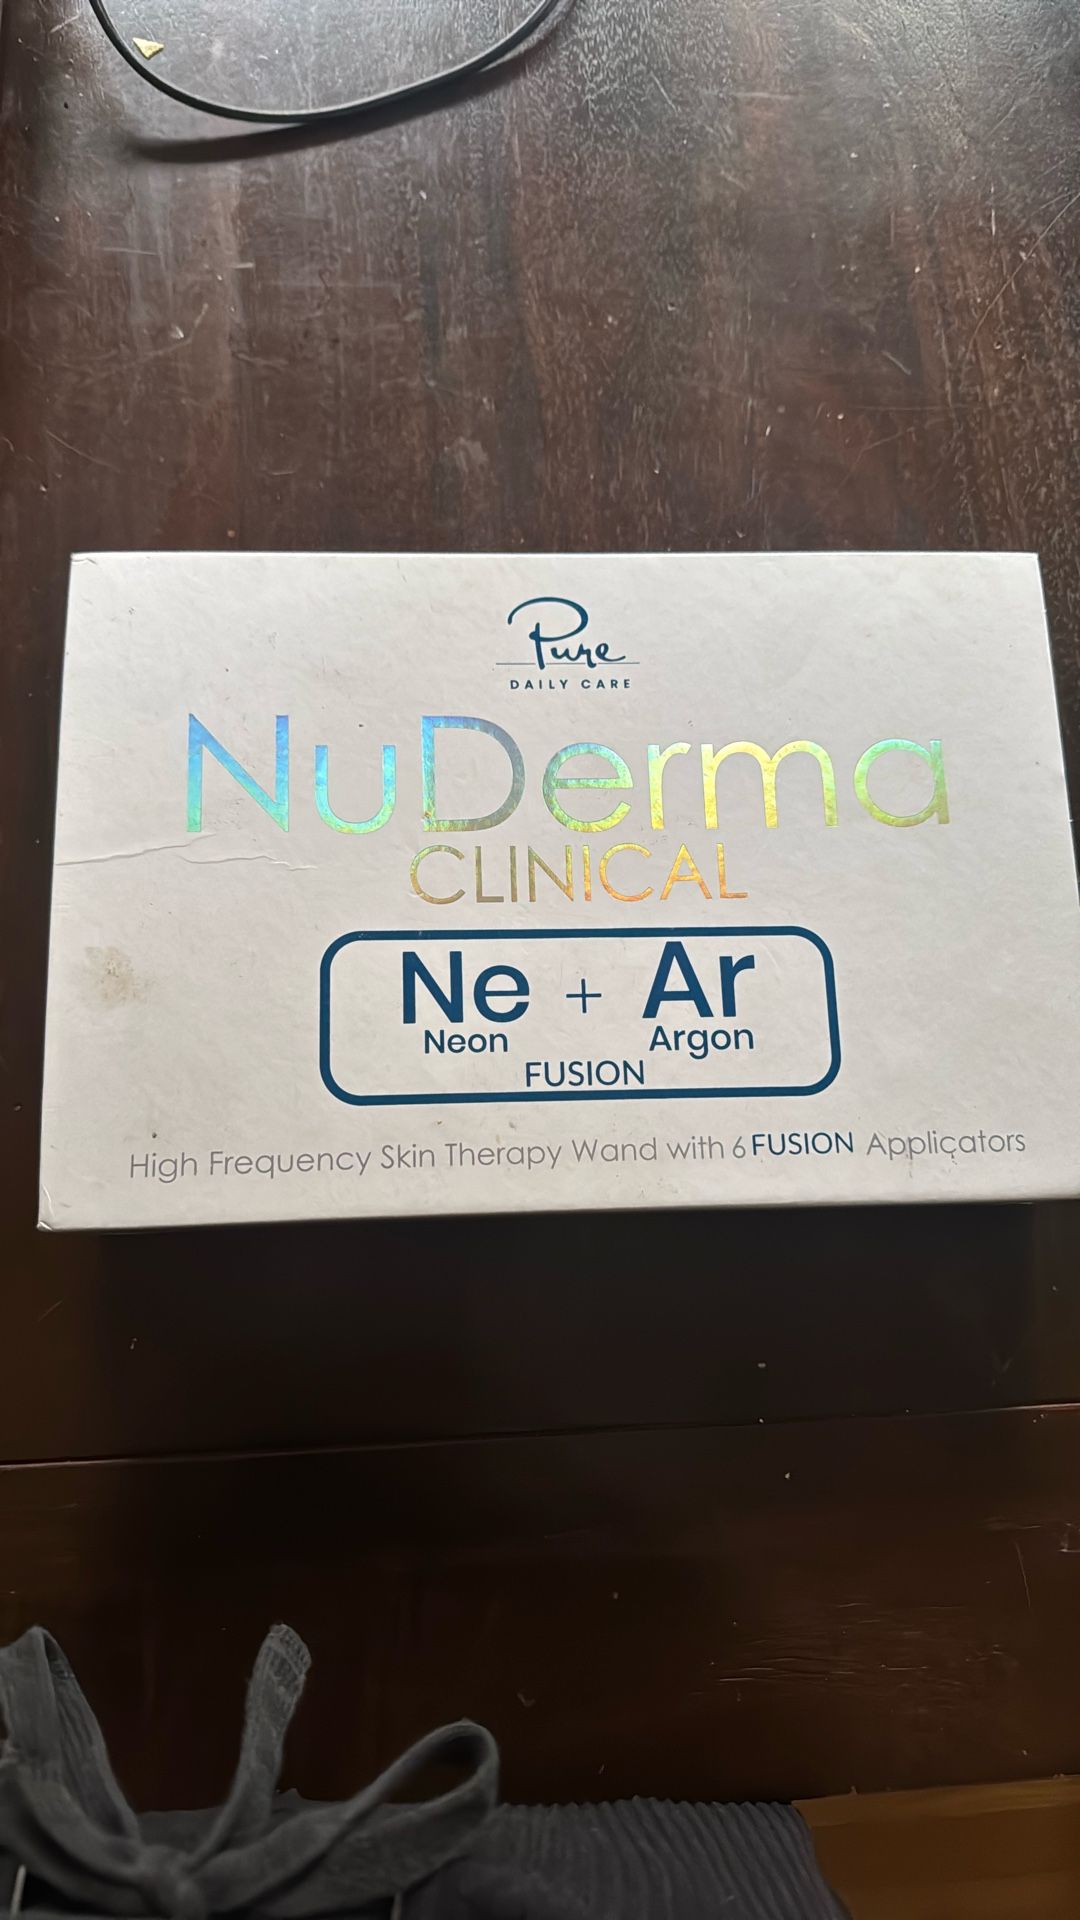 Pure
DAILY CARE
NuDerma
CLINICAL
Ne + Ar
Neon Argon
FUSION
High Frequency Skin Therapy Wand with 6 FUSION Applicators